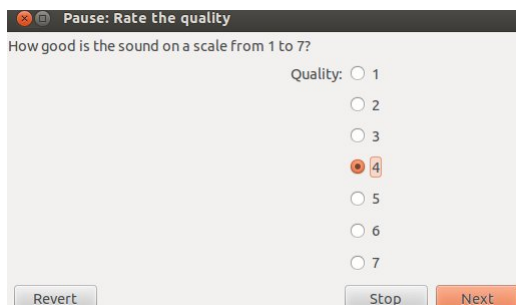 Pause: Rate the quality
How good is the sound on a scale from 1 to 7?
Quality: 1
2
3
4
5
6
7
Revert Stop Next